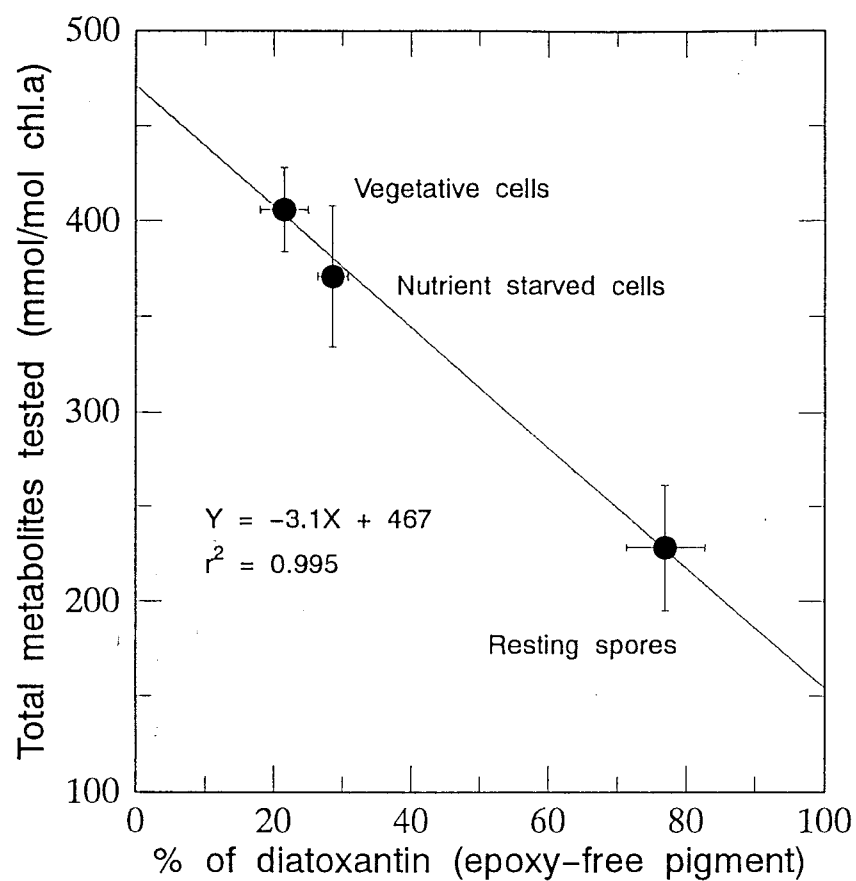 Total metabolites tested (mmol/mol chl.a)
500
400
300
200
100
Vegetative cells
Nutrient starved cells
Y = -3.1X + 467
r² = 0.995
Resting spores
0 20 40 60 80 100
% of diatoxantin (epoxy-free pigment)